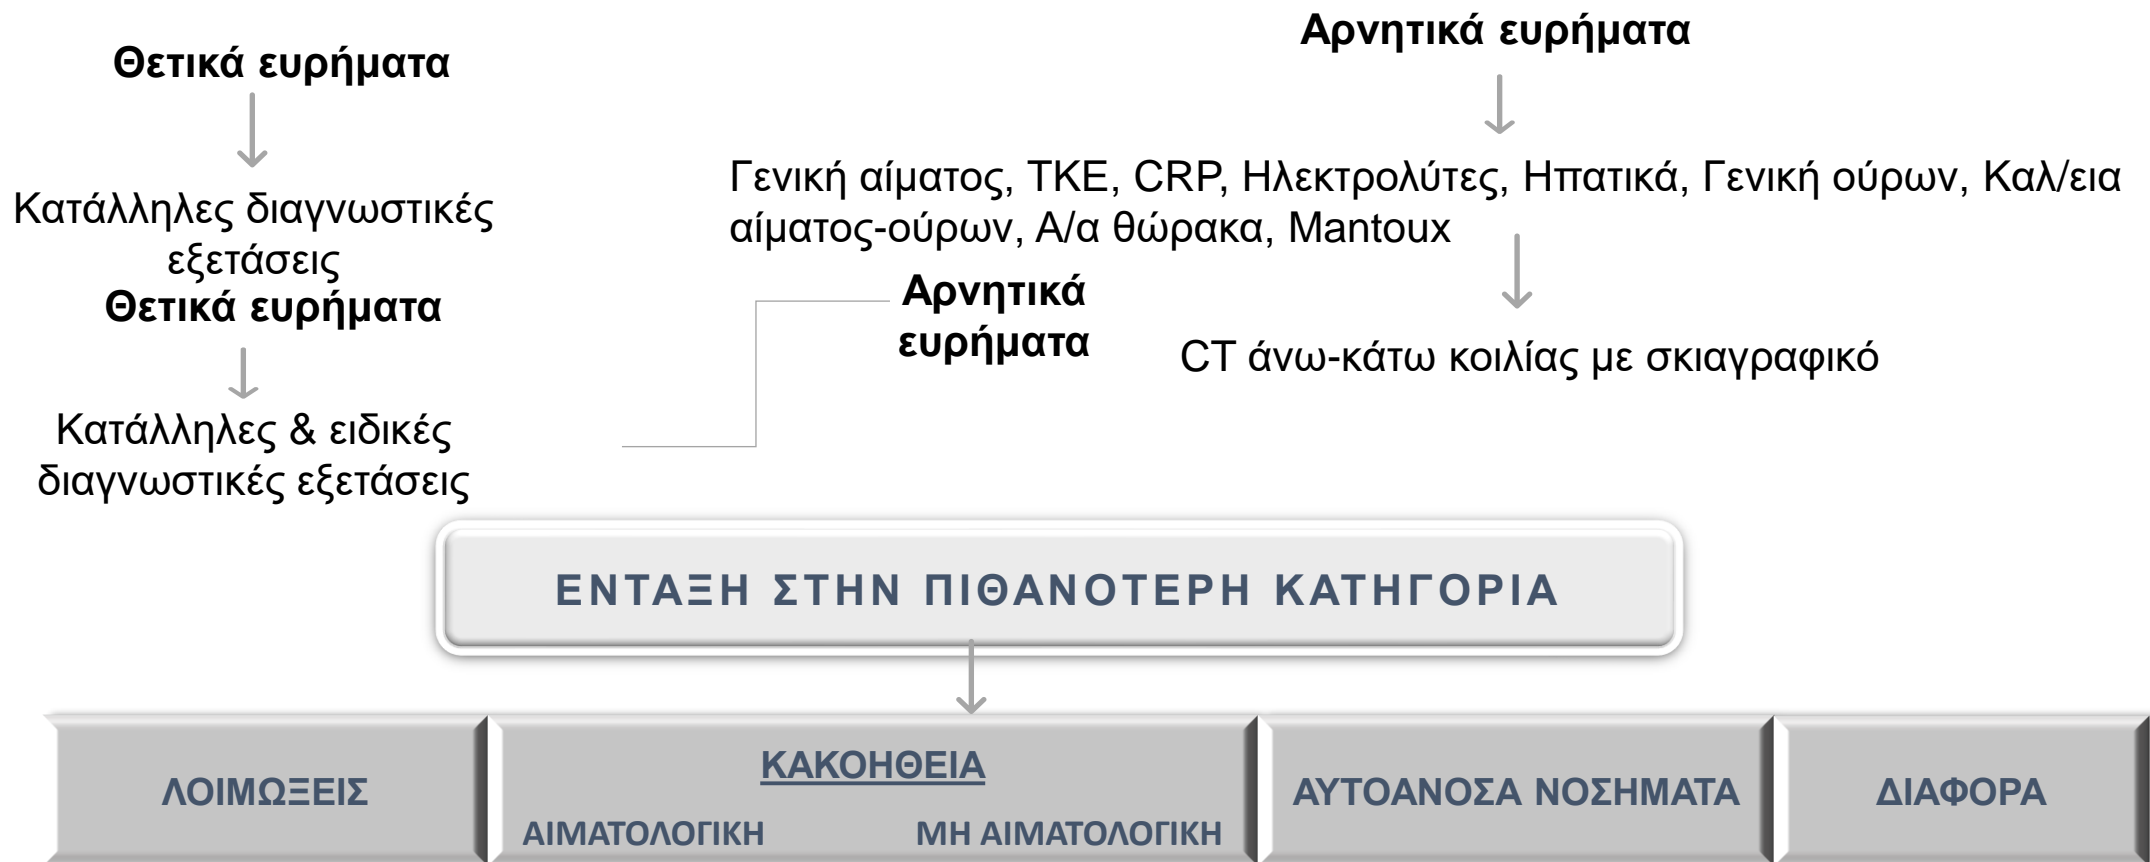 Θετικά ευρήματα
Αρνητικά ευρήματα
Κατάλληλες διαγνωστικές
εξετάσεις
Γενική αίματος, ΤΚΕ, CRP, Ηλεκτρολύτες, Ηπατικά, Γενική ούρων, Καλ/εια
αίματος-ούρων, Α/α θώρακα, Mantoux
Θετικά ευρήματα
Αρνητικά
ευρήματα
CT άνω-κάτω κοιλίας με σκιαγραφικό
Κατάλληλες & ειδικές
διαγνωστικές εξετάσεις
ΕΝΤΑΞΗ ΣΤΗΝ ΠΙΘΑΝΟΤΕΡΗ ΚΑΤΗΓΟΡΙΑ
ΛΟΙΜΩΞΕΙΣ
ΚΑΚΟΗΘΕΙΑ
ΑΙΜΑΤΟΛΟΓΙΚΗ ΜΗ ΑΙΜΑΤΟΛΟΓΙΚΗ
ΑΥΤΟΑΝΟΣΑ ΝΟΣΗΜΑΤΑ
ΔΙΑΦΟΡΑ